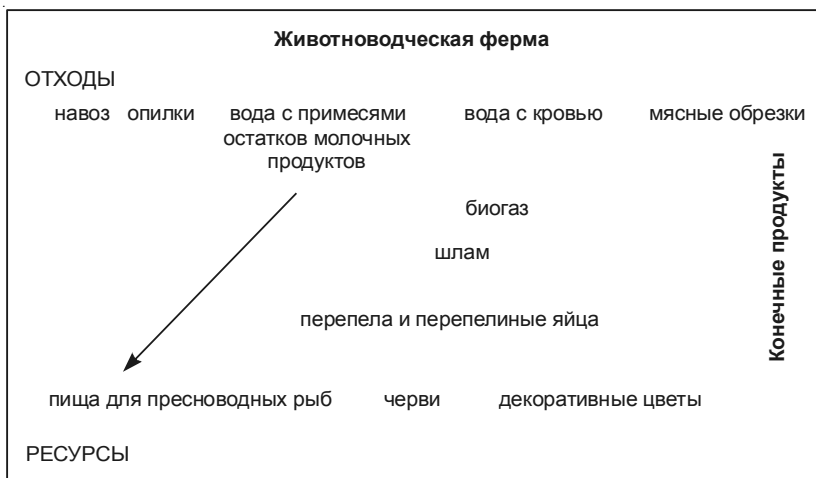 Животноводческая ферма
ОТХОДЫ
навоз опилки вода с примесями вода с кровью мясные обрезки
остатков молочных
продуктов
биогаз
шлам
Конечные продукты
перепела и перепелиные яйца
пища для пресноводных рыб черви декоративные цветы
РЕСУРСЫ